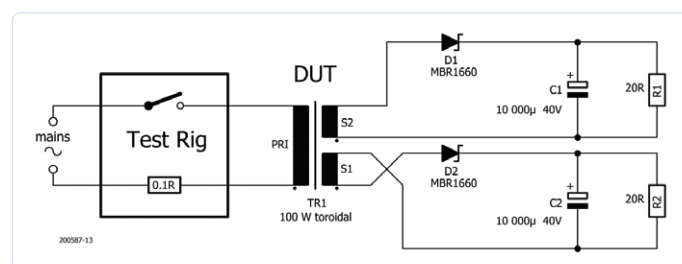 DUT
D1
MBR1660
C1
10 000µ 40V
20R
R1
mains
Test Rig
0.1R
PRI
S2
S1
TR1
100 W toroidal
D2
MBR1660
C2
10 000µ 40V
20R
R2
200587-13